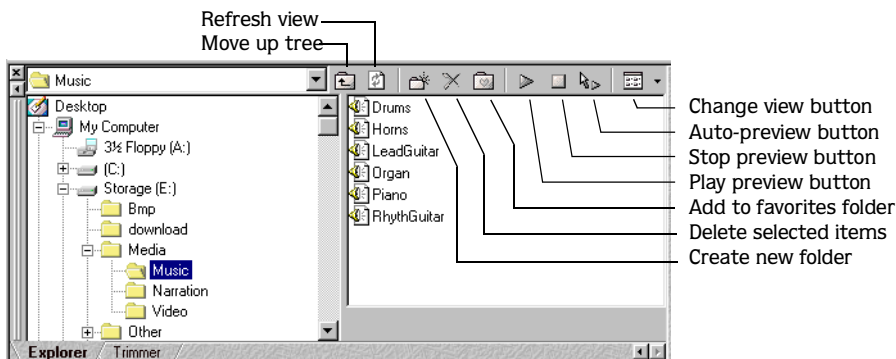 Refresh view
Move up tree
Music
Desktop
My Computer
3½ Floppy (A:)
(C:)
Storage (E:)
Bmp
download
Media
Music
Narration
Video
Other
Explorer
Trimmer
Drums
Horns
LeadGuitar
Organ
Piano
RhythGuitar
Change view button
Auto-preview button
Stop preview button
Play preview button
Add to favorites folder
Delete selected items
Create new folder